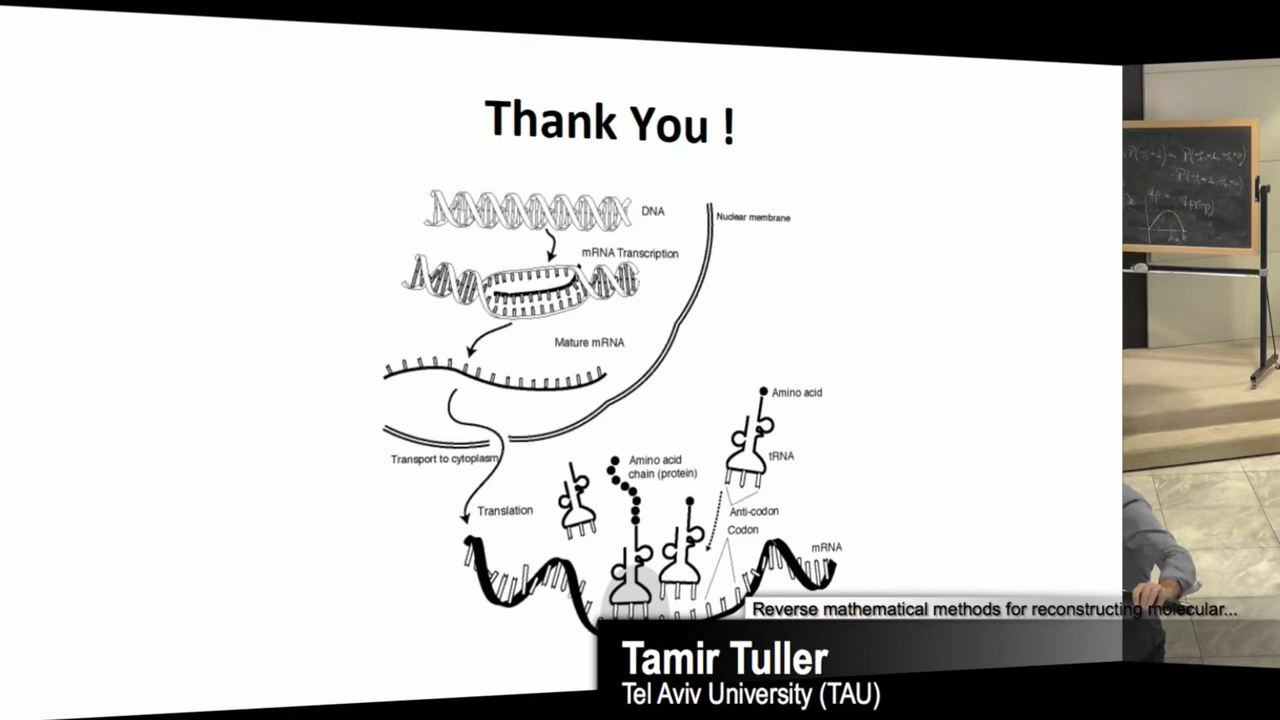 Thank You !
DNA
Nuclear membrane
mRNA Transcription
Mature mRNA
Amino acid
Transport to cytoplasm
Amino acid
chain (protein)
tRNA
Translation
Anti-codon
Codon
mRNA
Reverse mathematical methods for reconstructing molecular...
Tamir Tuller
Tel Aviv University (TAU)